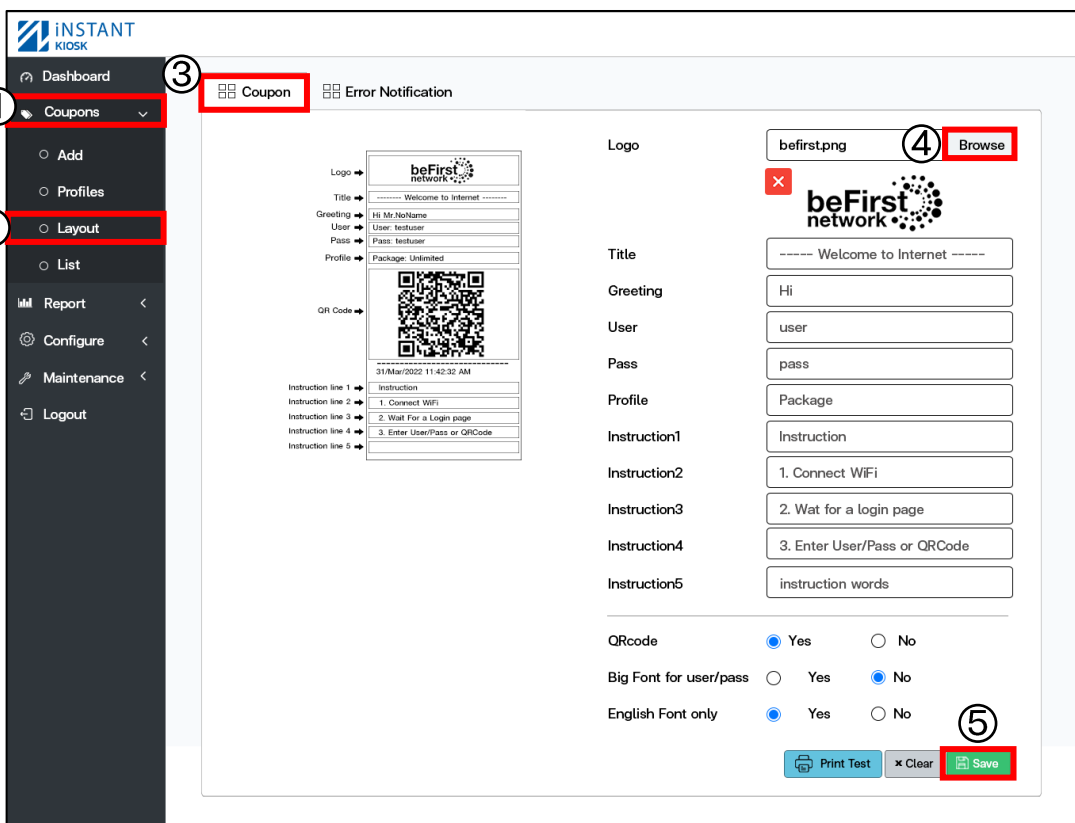 iNSTANT
KIOSK
Dashboard
Coupons
Add
Profiles
Layout
List
Report
Configure
Maintenance
Logout
③
Coupon
Error Notification
Logo
beFirst
network
Title
-------- Welcome to Internet --------
Greeting
Hi Mr.NoName
User
User: testuser
Pass
Pass: testuser
Profile
Package: Unlimited
QR Code
31/Mar/2022 11:42:32 AM
Instruction line 1
Instruction
Instruction line 2
1. Connect WiFi
Instruction line 3
2. Wait For a Login page
Instruction line 4
3. Enter User/Pass or QRCode
Instruction line 5
Logo
befirst.png
④
Browse
beFirst
network
Title
----- Welcome to Internet -----
Greeting
Hi
User
user
Pass
pass
Profile
Package
Instruction1
Instruction
Instruction2
1. Connect WiFi
Instruction3
2. Wat for a login page
Instruction4
3. Enter User/Pass or QRCode
Instruction5
instruction words
QRcode
Yes
No
Big Font for user/pass
Yes
No
English Font only
Yes
No
⑤
Print Test
× Clear
Save